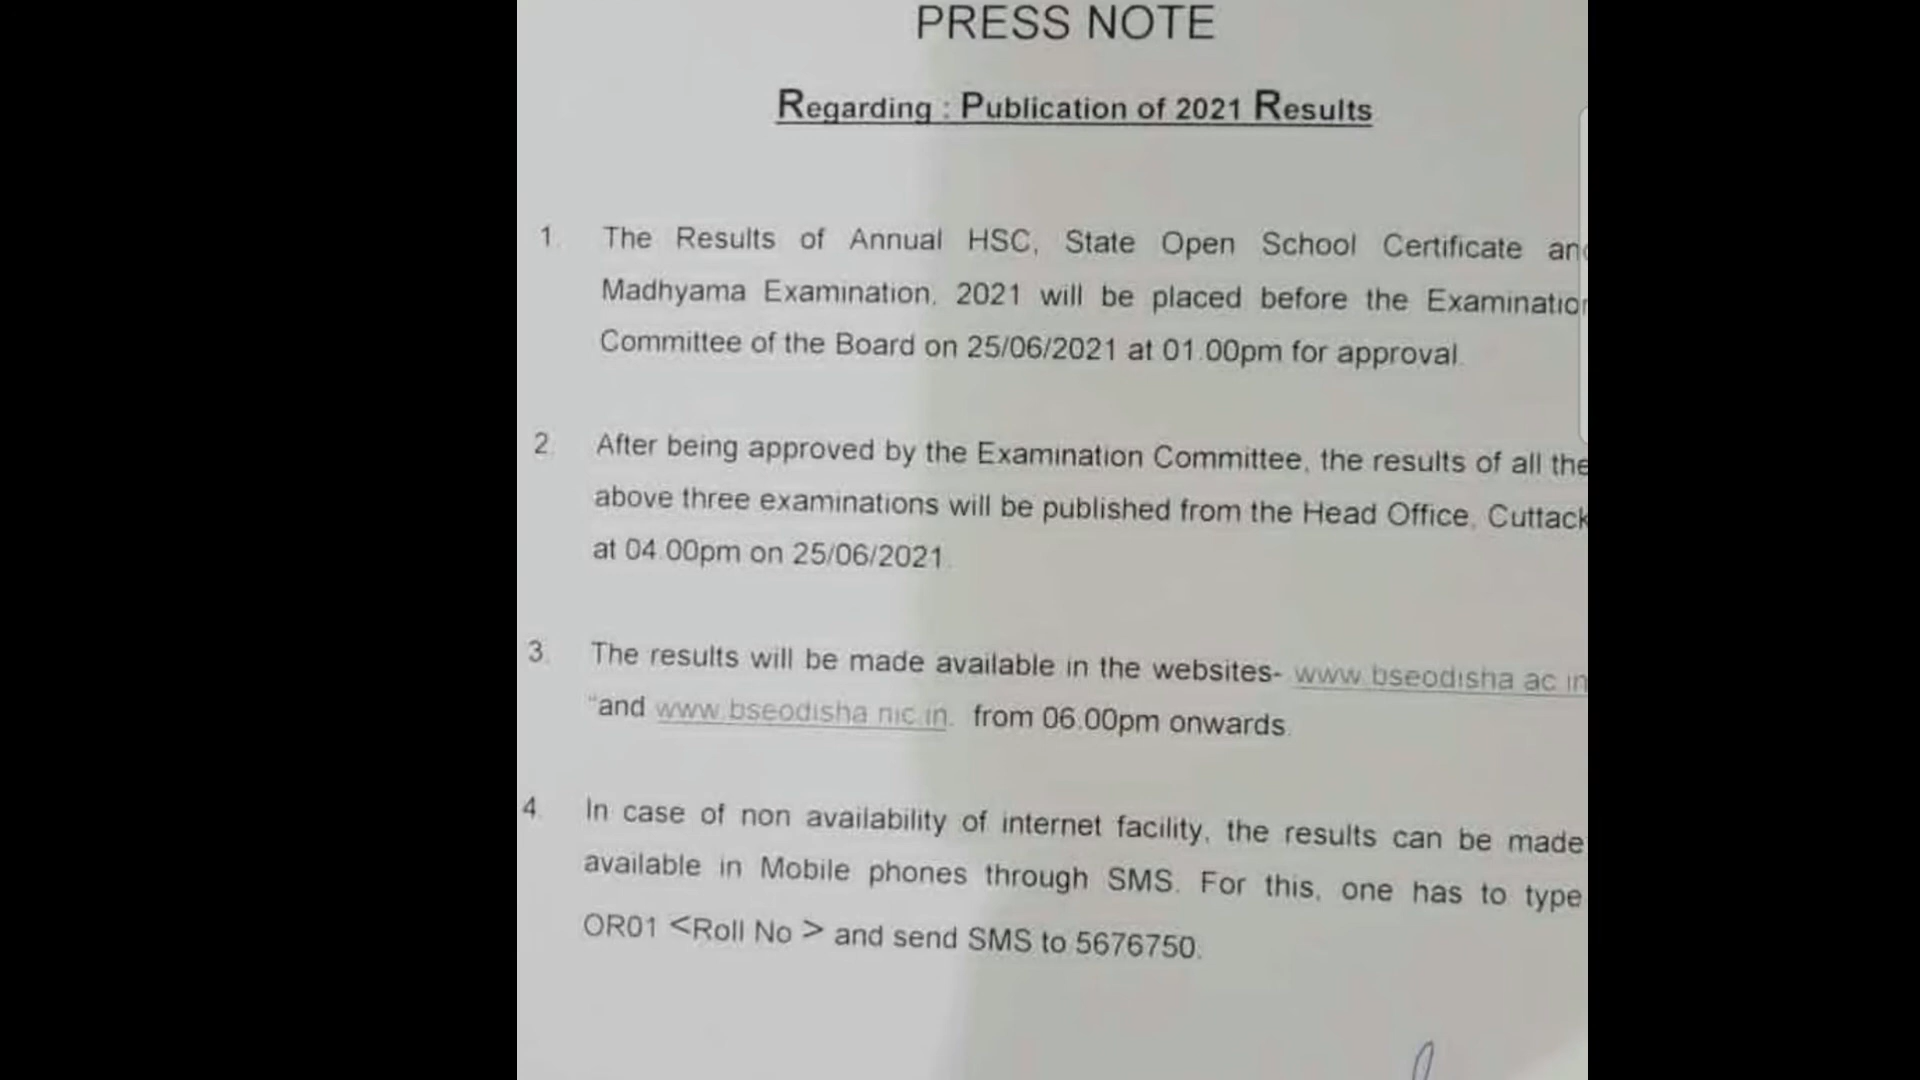 PRESS NOTE
Regarding : Publication of 2021 Results
1. The Results of Annual HSC, State Open School Certificate and
Madhyama Examination, 2021 will be placed before the Examination
Committee of the Board on 25/06/2021 at 01.00pm for approval.
2. After being approved by the Examination Committee, the results of all the
above three examinations will be published from the Head Office, Cuttack
at 04.00pm on 25/06/2021.
3. The results will be made available in the websites- www.bseodisha.ac.in
"and www.bseodisha.nic.in. from 06.00pm onwards.
4. In case of non availability of internet facility, the results can be made
available in Mobile phones through SMS. For this, one has to type
OR01 <Roll No > and send SMS to 5676750.